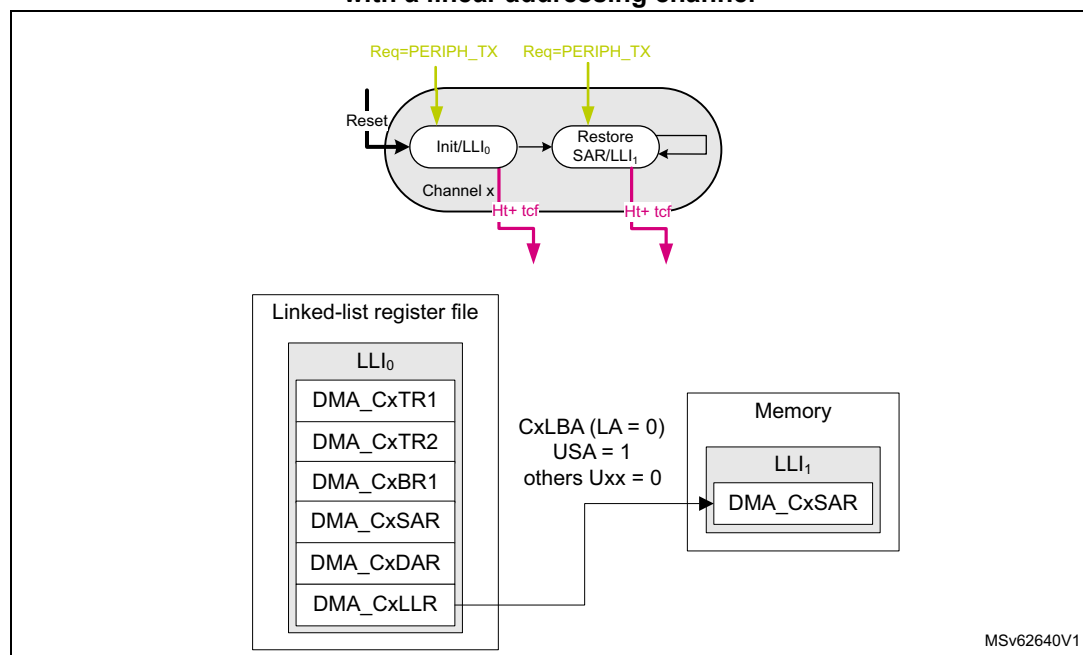 with a linear addressing channel
Req=PERIPH_TX Req=PERIPH_TX
Reset
Init/LLI₀
Restore
SAR/LLI₁
Channel x
Ht+ tcf
Ht+ tcf
Linked-list register file
LLI₀
DMA_CxTR1
DMA_CxTR2
DMA_CxBR1
DMA_CxSAR
DMA_CxDAR
DMA_CxLLR
CxLBA (LA = 0)
USA = 1
others Uxx = 0
Memory
LLI₁
DMA_CxSAR
MSv62640V1